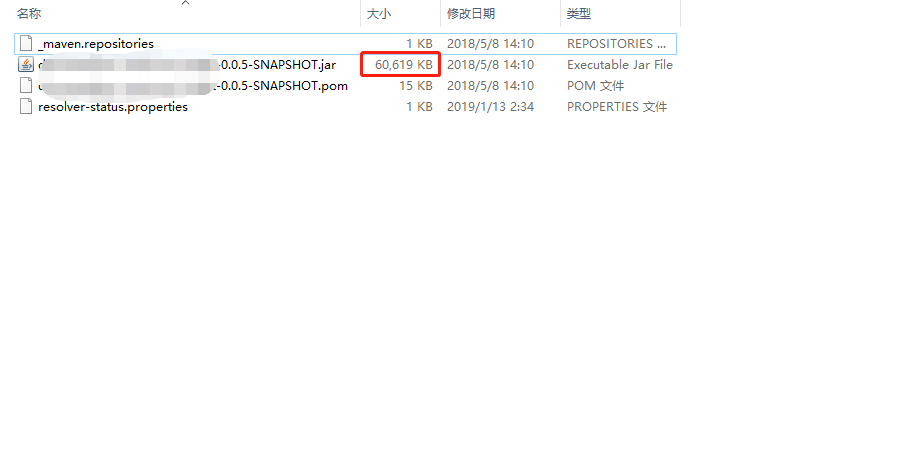 名称 大小 修改日期 类型
_maven.repositories 1 KB 2018/5/8 14:10 REPOSITORIES ...
-0.0.5-SNAPSHOT.jar 60,619 KB 2018/5/8 14:10 Executable Jar File
-0.0.5-SNAPSHOT.pom 15 KB 2018/5/8 14:10 POM 文件
resolver-status.properties 1 KB 2019/1/13 2:34 PROPERTIES 文件